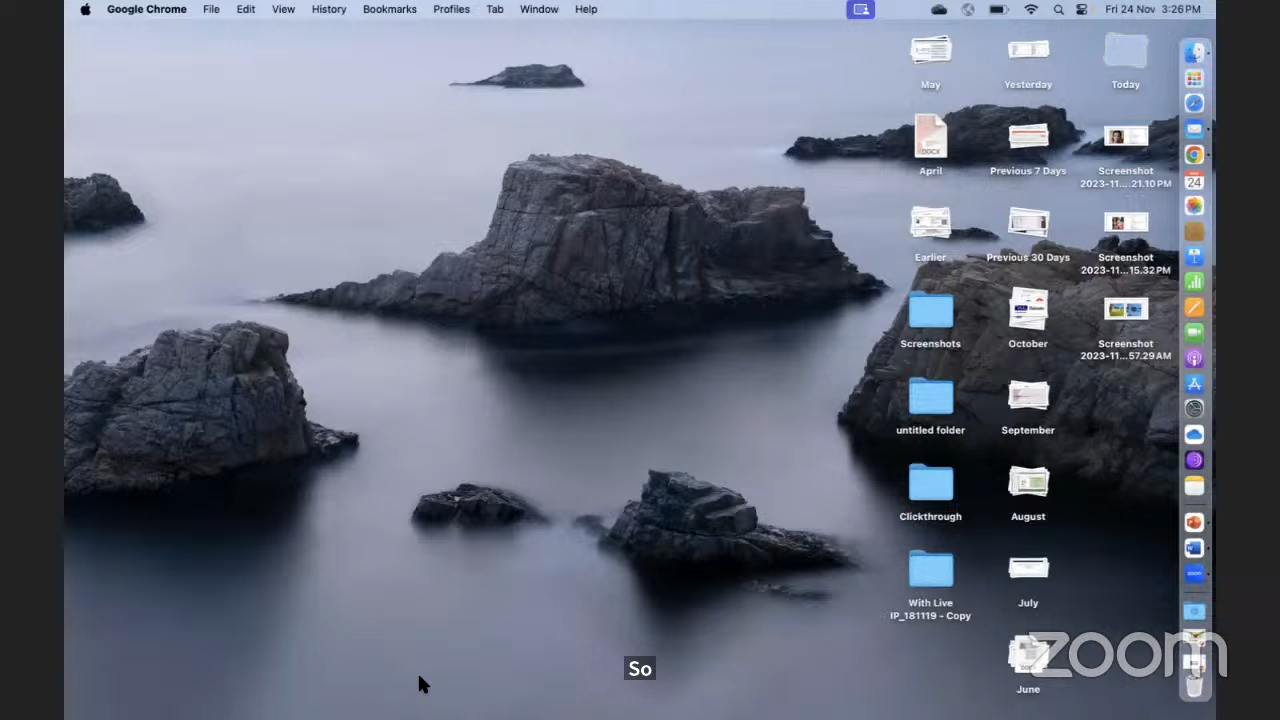 Google Chrome File Edit View History Bookmarks Profiles Tab Window Help Fri 24 Nov 3:26 PM
May Yesterday Today
DOCX
April Previous 7 Days Screenshot
2023-11....21.10 PM
24
Earlier Previous 30 Days Screenshot
2023-11...15.32 PM
Screenshots October Screenshot
2023-11...57.29 AM
untitled folder September
Clickthrough August
With Live
IP_181119 - Copy
July
So
zoom
June